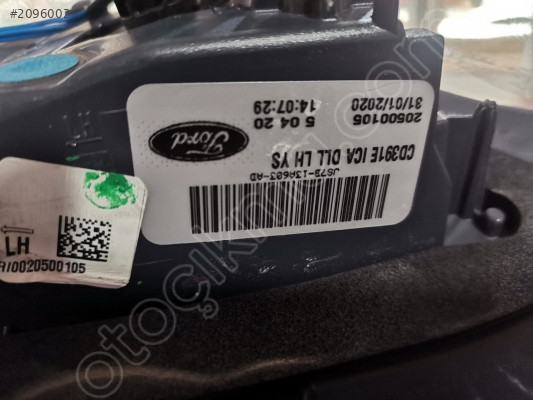 #2096007
JS73-13A603-AD
CD391E ICA DLL LH YS
Ford
20500105
5 04 20
31/01/2020
14:07:29
LH
R/0020500105
otoçıkma